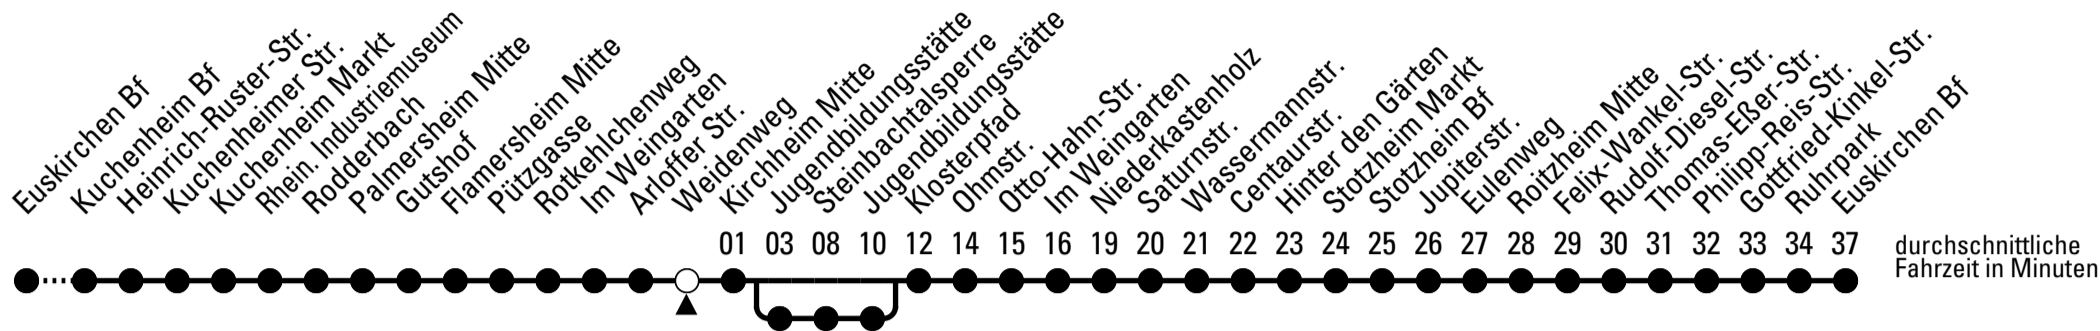 Euskirchen Bf
Kuchenheim Bf
Heinrich-Ruster-Str.
Kuchenheimer Str.
Kuchenheim Markt
Rhein. Industriemuseum
Rodderbach
Palmersheim Mitte
Gutshof
Flamersheim Mitte
Pützgasse
Rotkehlchenweg
Im Weingarten
Arloffer Str.
Weidenweg
Kirchheim Mitte
Jugendbildungsstätte
Steinbachtalsperre
Jugendbildungsstätte
Klosterpfad
Ohmstr.
Otto-Hahn-Str.
Im Weingarten
Niederkastenholz
Saturnstr.
Wassermannstr.
Centaurstr.
Hinter den Gärten
Stotzheim Markt
Stotzheim Bf
Jupiterstr.
Eulenweg
Roitzheim Mitte
Felix-Wankel-Str.
Rudolf-Diesel-Str.
Thomas-Eßer-Str.
Philipp-Reis-Str.
Gottfried-Kinkel-Str.
Ruhrpark
Euskirchen Bf
01 03 08 10 12 14 15 16 19 20 21 22 23 24 25 26 27 28 29 30 31 32 33 34 37
durchschnittliche
Fahrzeit in Minuten